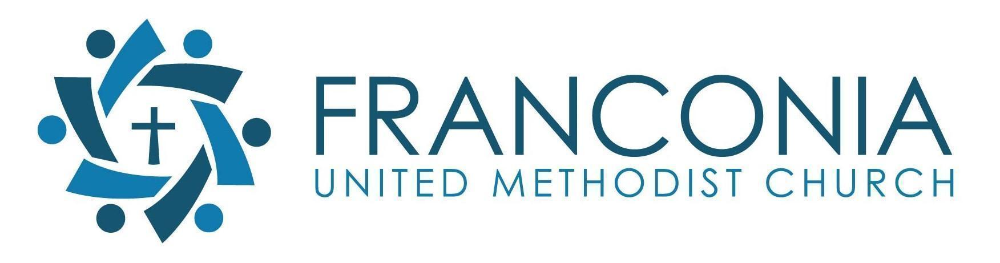 FRANCONIA
UNITED METHODIST CHURCH